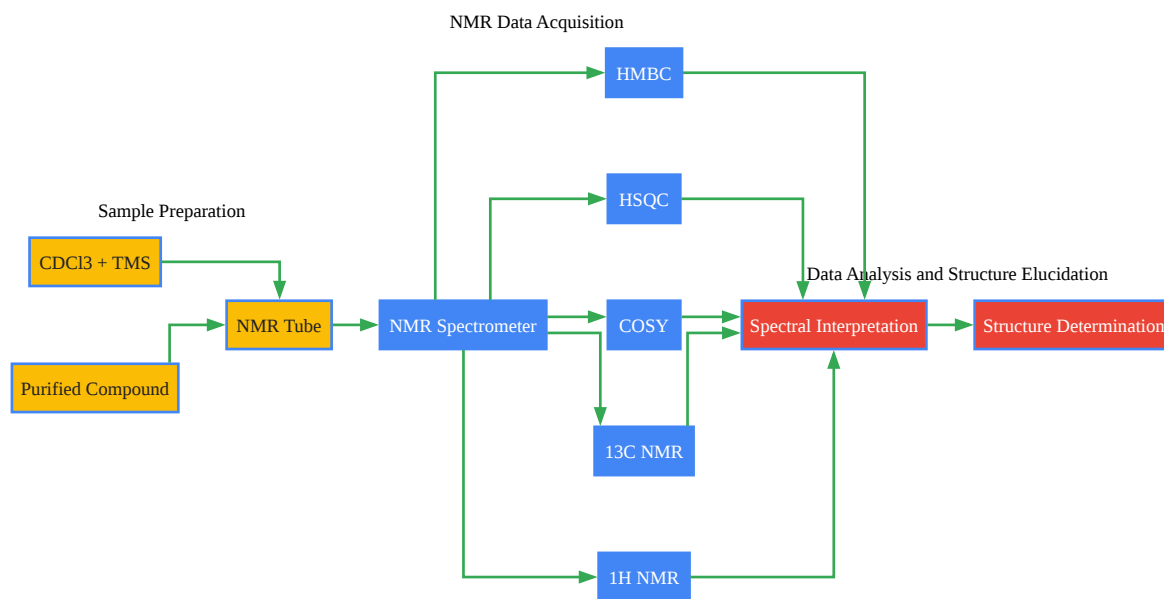 NMR Data Acquisition
HMBC
HSQC
Sample Preparation
CDCl3 + TMS
Data Analysis and Structure Elucidation
NMR Tube
NMR Spectrometer
COSY
Spectral Interpretation
Structure Determination
Purified Compound
13C NMR
1H NMR